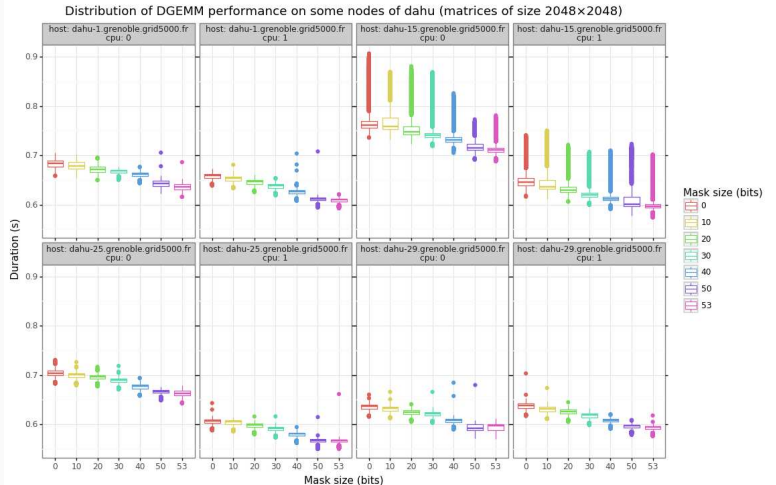 Distribution of DGEMM performance on some nodes of dahu (matrices of size 2048×2048)
host: dahu-1.grenoble.grid5000.fr
cpu: 0
host: dahu-1.grenoble.grid5000.fr
cpu: 1
host: dahu-15.grenoble.grid5000.fr
cpu: 0
host: dahu-15.grenoble.grid5000.fr
cpu: 1
0.9
0.8
0.7
0.6
host: dahu-25.grenoble.grid5000.fr
cpu: 0
host: dahu-25.grenoble.grid5000.fr
cpu: 1
host: dahu-29.grenoble.grid5000.fr
cpu: 0
host: dahu-29.grenoble.grid5000.fr
cpu: 1
0.9
0.8
0.7
0.6
0 10 20 30 40 50 53 0 10 20 30 40 50 53 0 10 20 30 40 50 53 0 10 20 30 40 50 53
Mask size (bits)
Duration (s)
Mask size (bits)
0
10
20
30
40
50
53